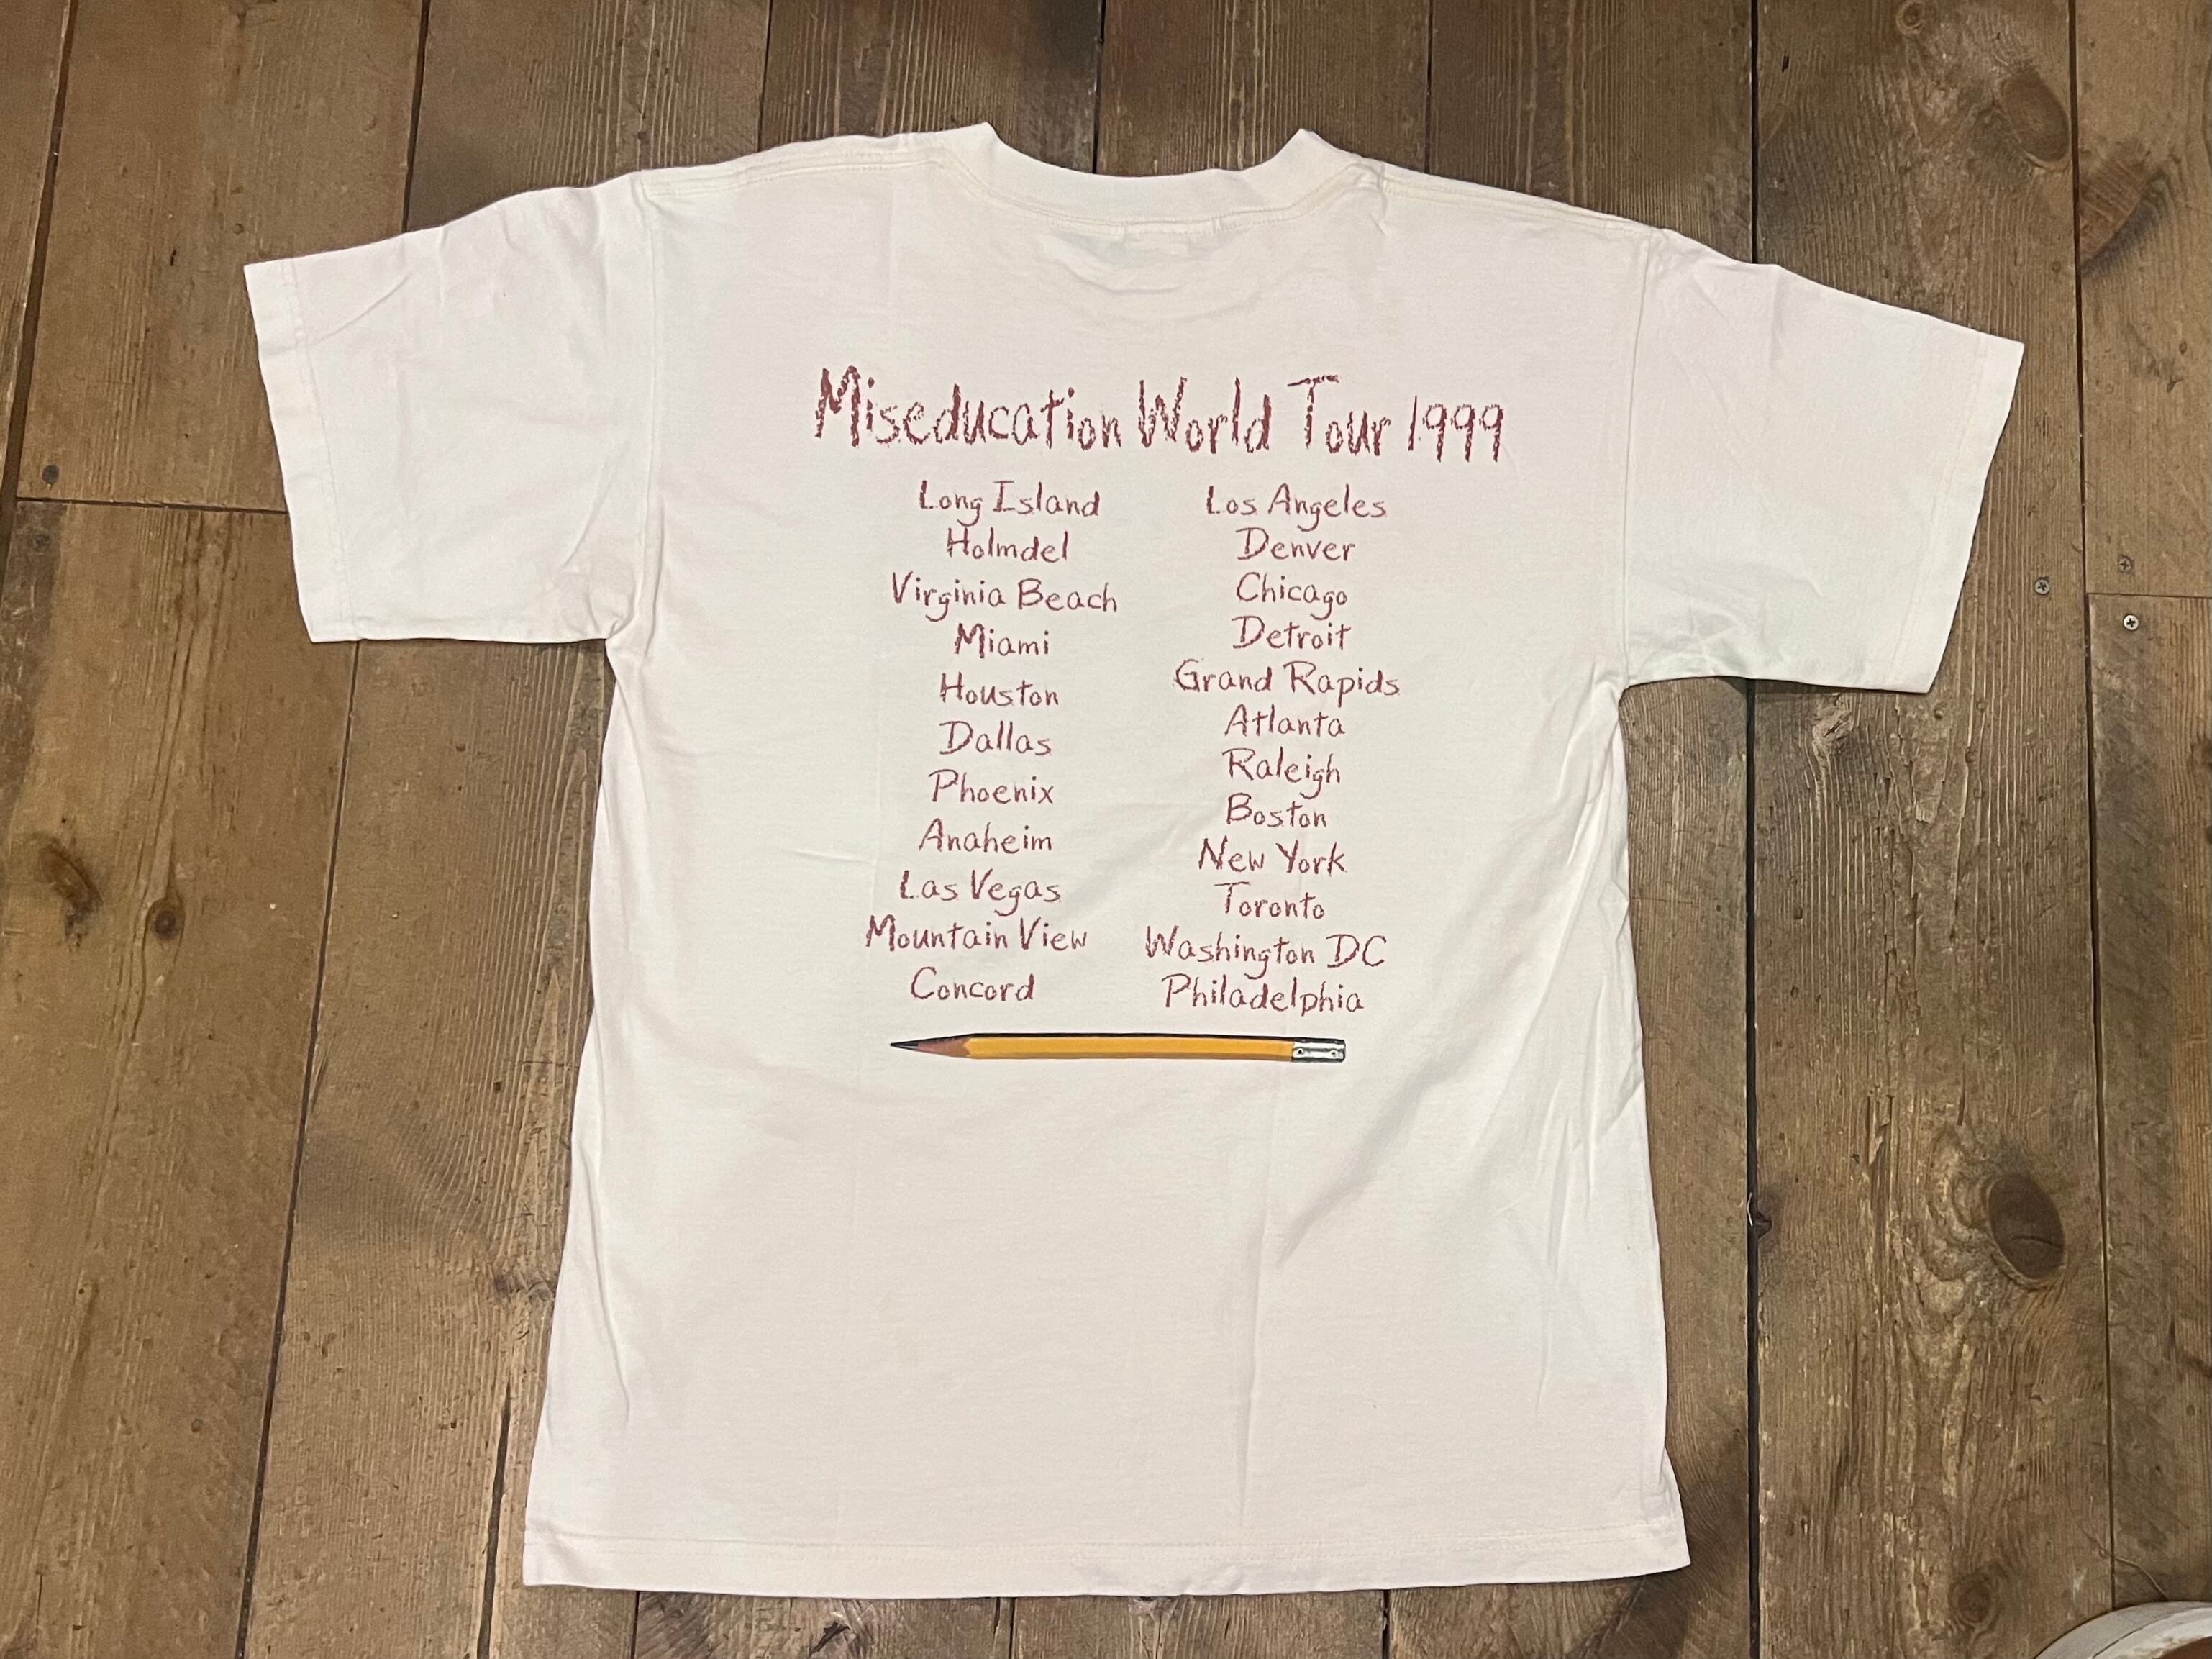 Miseducation World Tour 1999
Long Island
Holmdel
Virginia Beach
Miami
Houston
Dallas
Phoenix
Anaheim
Las Vegas
Mountain View
Concord
Los Angeles
Denver
Chicago
Detroit
Grand Rapids
Atlanta
Raleigh
Boston
New York
Toronto
Washington DC
Philadelphia